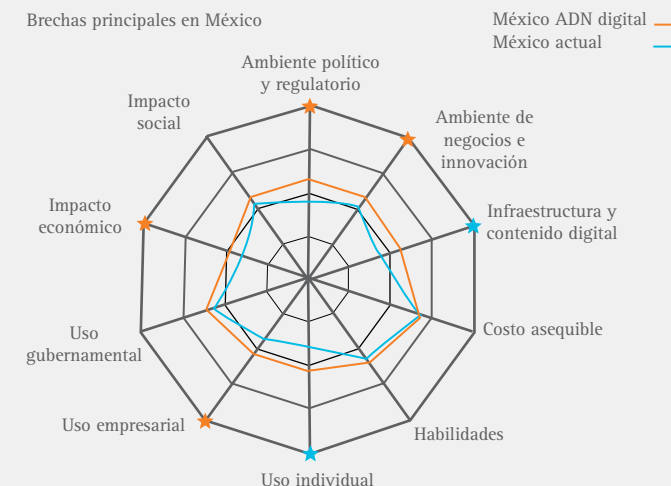 Brechas principales en México
México ADN digital
México actual
Ambiente político
y regulatorio
Ambiente de
negocios e
innovación
Infraestructura y
contenido digital
Costo asequible
Habilidades
Uso individual
Uso empresarial
Uso
gubernamental
Impacto
económico
Impacto
social